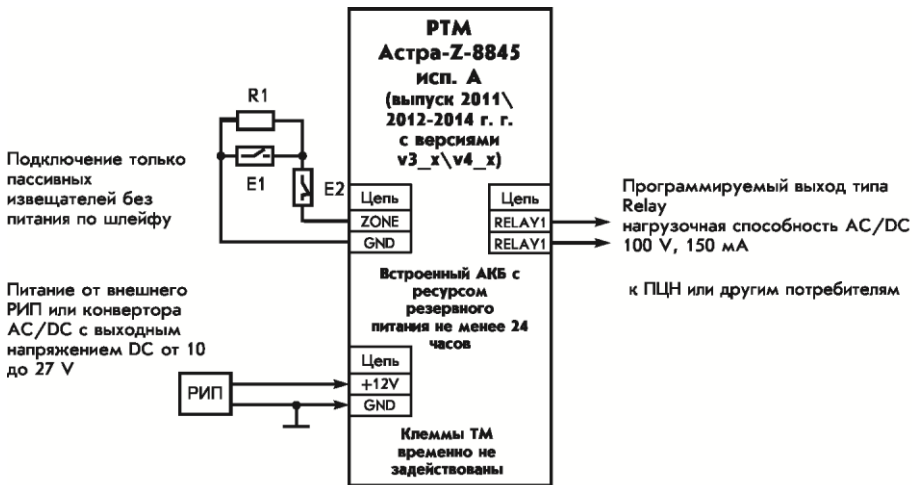 РТМ
Астра-Z-8845
исп. А
(выпуск 2011\
2012-2014 г. г.
с версиями
v3_x\v4_x)
R1
E1
E2
Подключение только
пассивных
извещателей без
питания по шлейфу
Цепь
ZONE
GND
Цепь
RELAY1
RELAY1
Программируемый выход типа
Relay
нагрузочная способность AC/DC
100 V, 150 мА
к ПЦН или другим потребителям
Встроенный АКБ с
ресурсом
резервного
питания не менее 24
часов
Питание от внешнего
РИП или конвертора
AC/DC с выходным
напряжением DC от 10
до 27 V
РИП
Цепь
+12V
GND
Клеммы ТМ
временно не
задействованы